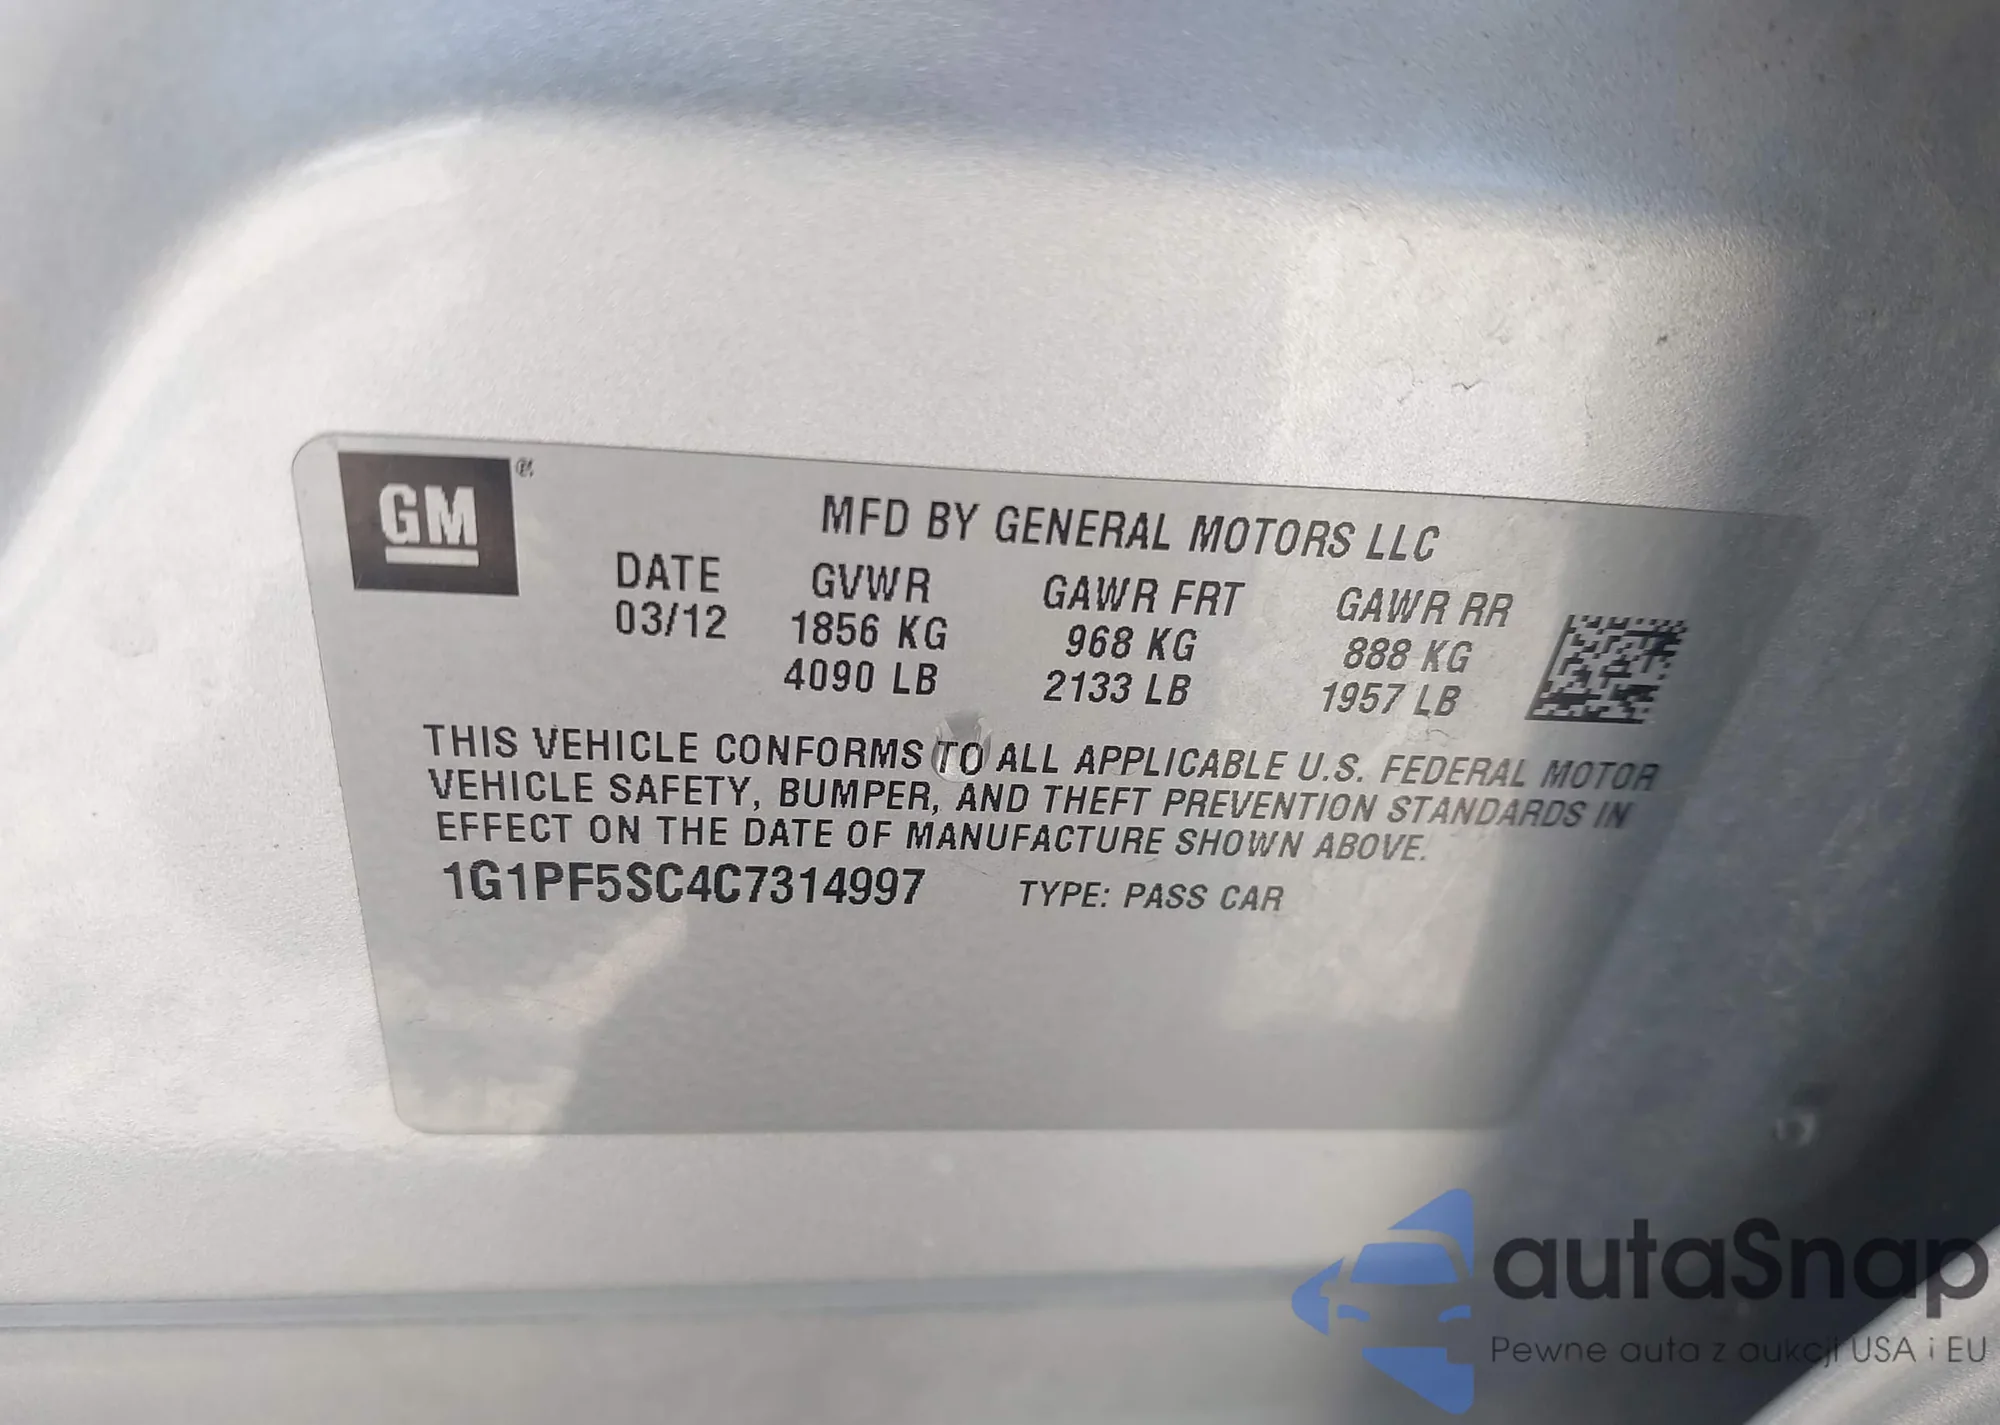 GM ®
MFD BY GENERAL MOTORS LLC
DATE GVWR GAWR FRT GAWR RR
03/12 1856 KG 968 KG 888 KG
4090 LB 2133 LB 1957 LB
THIS VEHICLE CONFORMS TO ALL APPLICABLE U.S. FEDERAL MOTOR
VEHICLE SAFETY, BUMPER, AND THEFT PREVENTION STANDARDS IN
EFFECT ON THE DATE OF MANUFACTURE SHOWN ABOVE.
1G1PF5SC4C7314997 TYPE: PASS CAR
autaSnap
Pewne auta z aukcji USA i EU